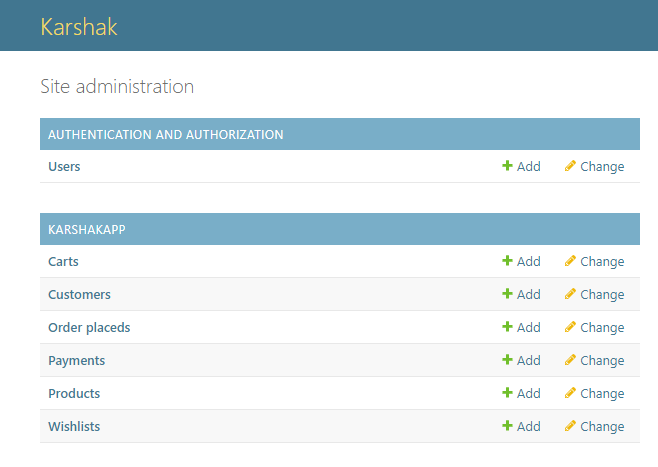 Karshak
Site administration
AUTHENTICATION AND AUTHORIZATION
Users Add Change
KARSHAKAPP
Carts Add Change
Customers Add Change
Order placeds Add Change
Payments Add Change
Products Add Change
Wishlists Add Change